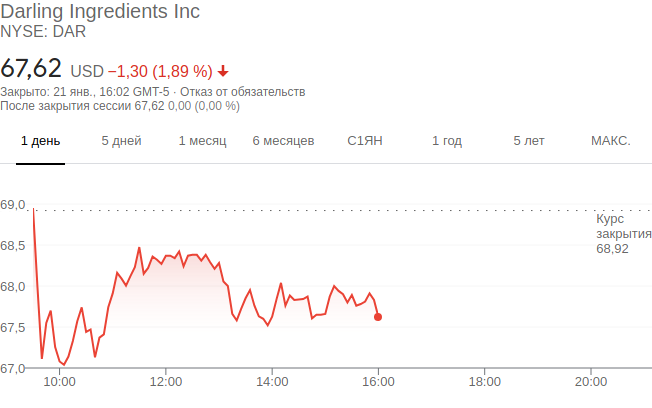 Darling Ingredients Inc
NYSE: DAR
67,62 USD −1,30 (1,89 %)
Закрыто: 21 янв., 16:02 GMT-5 · Отказ от обязательств
После закрытия сессии 67,62 0,00 (0,00 %)
1 день 5 дней 1 месяц 6 месяцев С1ЯН 1 год 5 лет МАКС.
69,0
Курс
закрытия
68,92
68,5
68,0
67,5
67,0
10:00 12:00 14:00 16:00 18:00 20:00